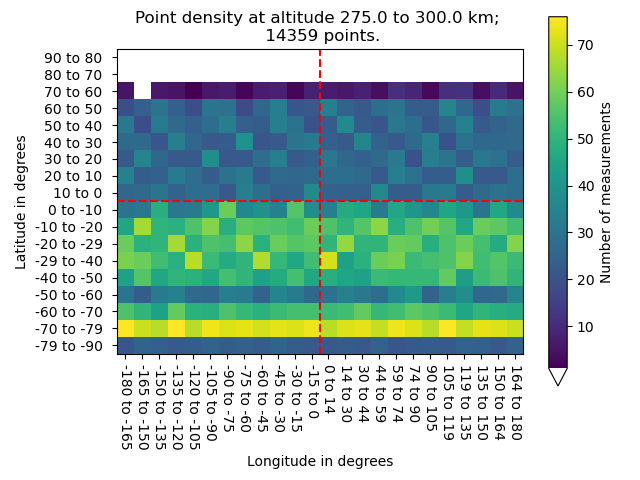 Point density at altitude 275.0 to 300.0 km;
14359 points.
Latitude in degrees
90 to 80
80 to 70
70 to 60
60 to 50
50 to 40
40 to 30
30 to 20
20 to 10
10 to 0
0 to -10
-10 to -20
-20 to -29
-29 to -40
-40 to -50
-50 to -60
-60 to -70
-70 to -79
-79 to -90
-180 to -165
-165 to -150
-150 to -135
-135 to -120
-120 to -105
-105 to -90
-90 to -75
-75 to -60
-60 to -45
-45 to -30
-30 to -15
-15 to 0
0 to 14
14 to 30
30 to 44
44 to 59
59 to 74
74 to 90
90 to 105
105 to 119
119 to 135
135 to 150
150 to 164
164 to 180
Longitude in degrees
70
60
50
40
30
20
10
Number of measurements